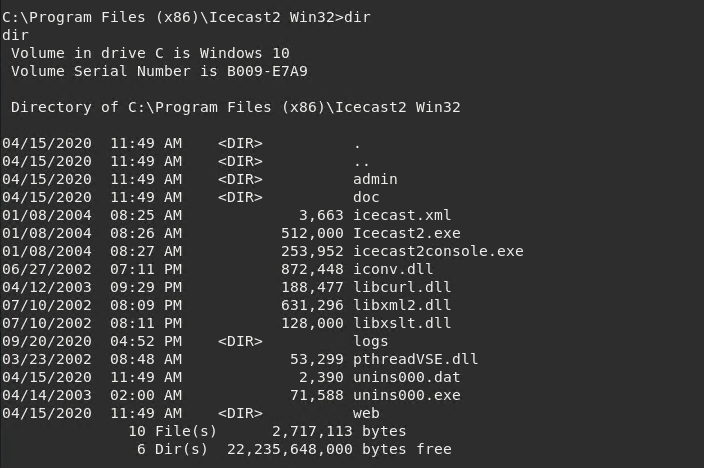 C:\Program Files (x86)\Icecast2 Win32>dir
dir
 Volume in drive C is Windows 10
 Volume Serial Number is B009-E7A9

 Directory of C:\Program Files (x86)\Icecast2 Win32

04/15/2020  11:49 AM    <DIR>          .
04/15/2020  11:49 AM    <DIR>          ..
04/15/2020  11:49 AM    <DIR>          admin
04/15/2020  11:49 AM    <DIR>          doc
01/08/2004  08:25 AM             3,663 icecast.xml
01/08/2004  08:26 AM           512,000 Icecast2.exe
01/08/2004  08:27 AM           253,952 icecast2console.exe
06/27/2002  07:11 PM           872,448 iconv.dll
04/12/2003  09:29 PM           188,477 libcurl.dll
07/10/2002  08:09 PM           631,296 libxml2.dll
07/10/2002  08:11 PM           128,000 libxslt.dll
09/20/2020  04:52 PM    <DIR>          logs
03/23/2002  08:48 AM            53,299 pthreadVSE.dll
04/15/2020  11:49 AM             2,390 unins000.dat
04/14/2003  02:00 AM            71,588 unins000.exe
04/15/2020  11:49 AM    <DIR>          web
              10 File(s)      2,717,113 bytes
               6 Dir(s)  22,235,648,000 bytes free